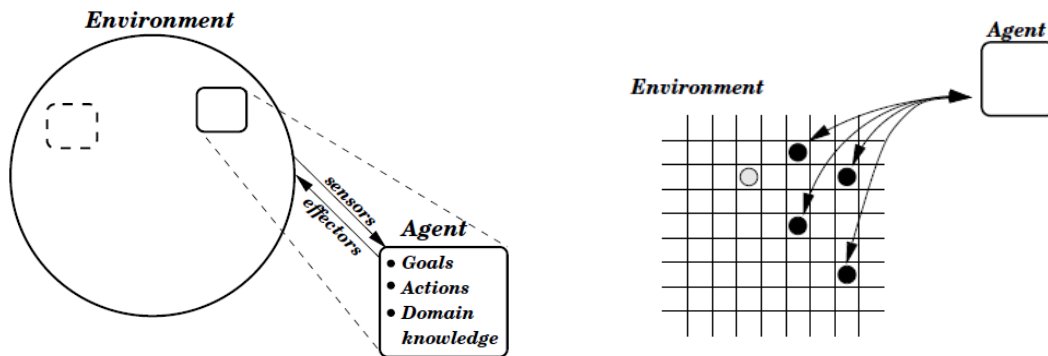 Environment
sensors
effectors
Agent
• Goals
• Actions
• Domain
knowledge
Agent
Environment